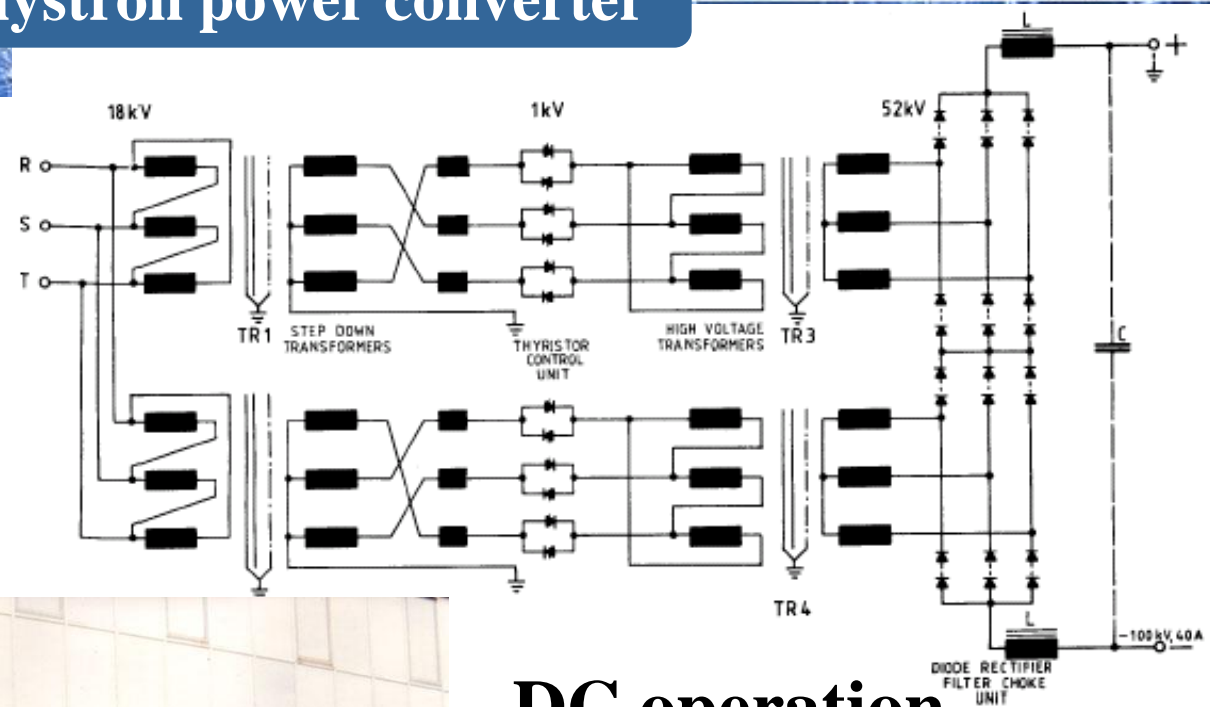 power converter
18kV
1kV
52kV
L
+
R
S
T
TR1
STEP DOWN
TRANSFORMERS
THYRISTOR
CONTROL
UNIT
HIGH VOLTAGE
TRANSFORMERS
TR3
C
TR4
L
-100kV,40A
DIODE RECTIFIER
FILTER CHOKE
UNIT
DC operation